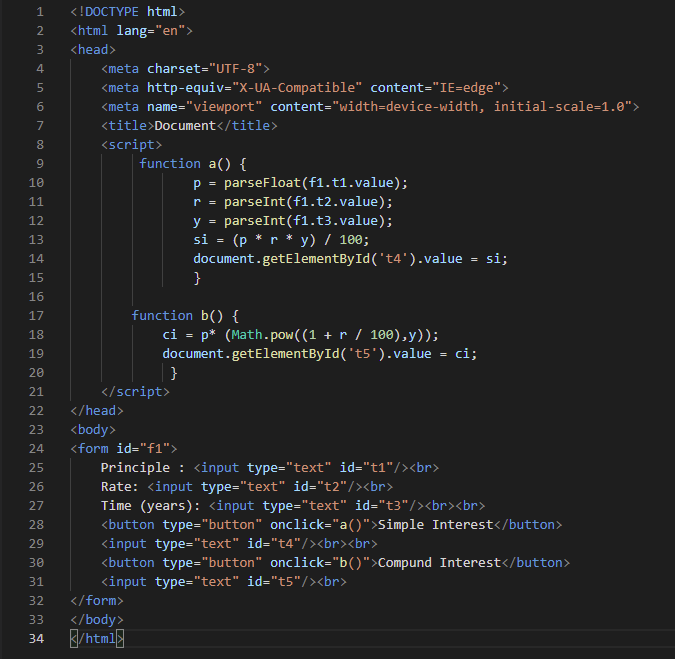 1 <!DOCTYPE html>
2 <html lang="en">
3 <head>
4 <meta charset="UTF-8">
5 <meta http-equiv="X-UA-Compatible" content="IE=edge">
6 <meta name="viewport" content="width=device-width, initial-scale=1.0">
7 <title>Document</title>
8 <script>
9 function a() {
10 p = parseFloat(f1.t1.value);
11 r = parseInt(f1.t2.value);
12 y = parseInt(f1.t3.value);
13 si = (p * r * y) / 100;
14 document.getElementById('t4').value = si;
15 }
16
17 function b() {
18 ci = p* (Math.pow((1 + r / 100),y));
19 document.getElementById('t5').value = ci;
20 }
21 </script>
22 </head>
23 <body>
24 <form id="f1">
25 Principle : <input type="text" id="t1"/><br>
26 Rate: <input type="text" id="t2"/><br>
27 Time (years): <input type="text" id="t3"/><br><br>
28 <button type="button" onclick="a()">Simple Interest</button>
29 <input type="text" id="t4"/><br><br>
30 <button type="button" onclick="b()">Compund Interest</button>
31 <input type="text" id="t5"/><br>
32 </form>
33 </body>
34 </html>